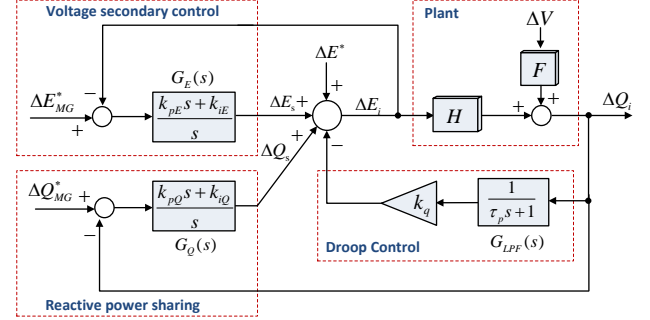 Voltage secondary control
Plant
ΔE*_MG
−
+
G_E(s)
k_pE s + k_iE
s
ΔE_s
+
ΔE*
+
ΔE_i
H
ΔV
F
+
+
ΔQ_i
ΔQ_s
+
−
ΔQ*_MG
+
−
k_pQ s + k_iQ
s
G_Q(s)
k_q
1
τ_p s + 1
G_LPF(s)
Droop Control
Reactive power sharing